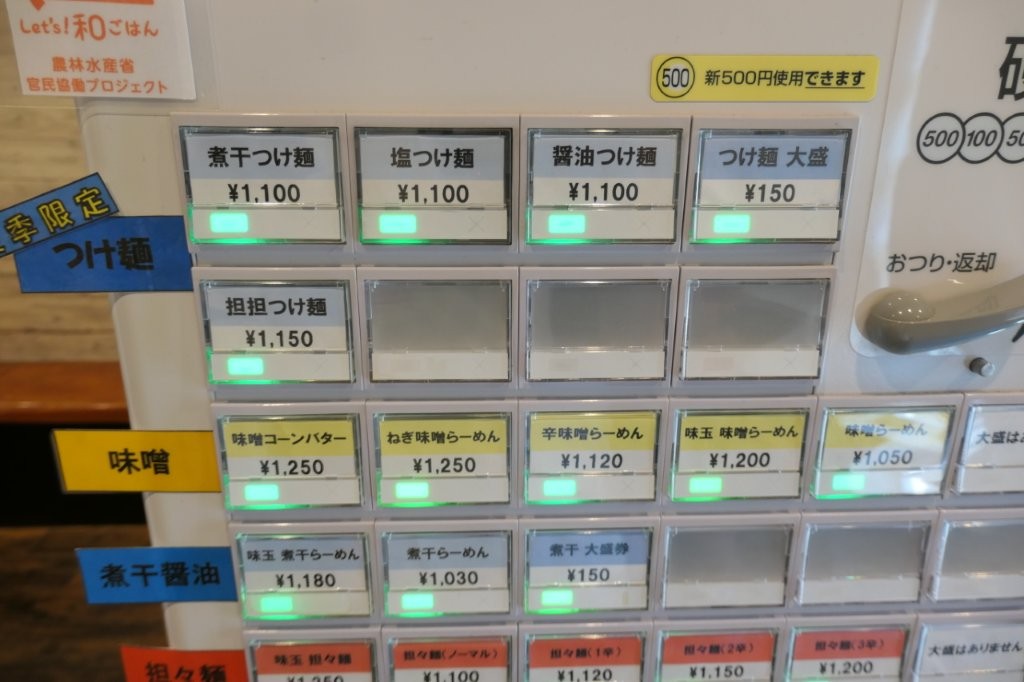 Let's!和ごはん
農林水産省
官民協働プロジェクト
500 新500円使用できます
500 100
おつり・返却
季限定
つけ麺
煮干つけ麺
¥1,100
塩つけ麺
¥1,100
醤油つけ麺
¥1,100
つけ麺 大盛
¥150
担担つけ麺
¥1,150
味噌
味噌コーンバター
¥1,250
ねぎ味噌らーめん
¥1,250
辛味噌らーめん
¥1,120
味玉 味噌らーめん
¥1,200
味噌らーめん
¥1,050
大盛は
煮干醤油
味玉 煮干らーめん
¥1,180
煮干らーめん
¥1,030
煮干 大盛券
¥150
担々麺
味玉 担々麺
¥1,250
担々麺(ノーマル)
¥1,100
担々麺(1辛)
¥1,120
担々麺(2辛)
¥1,150
担々麺(3辛)
¥1,200
大盛はありません